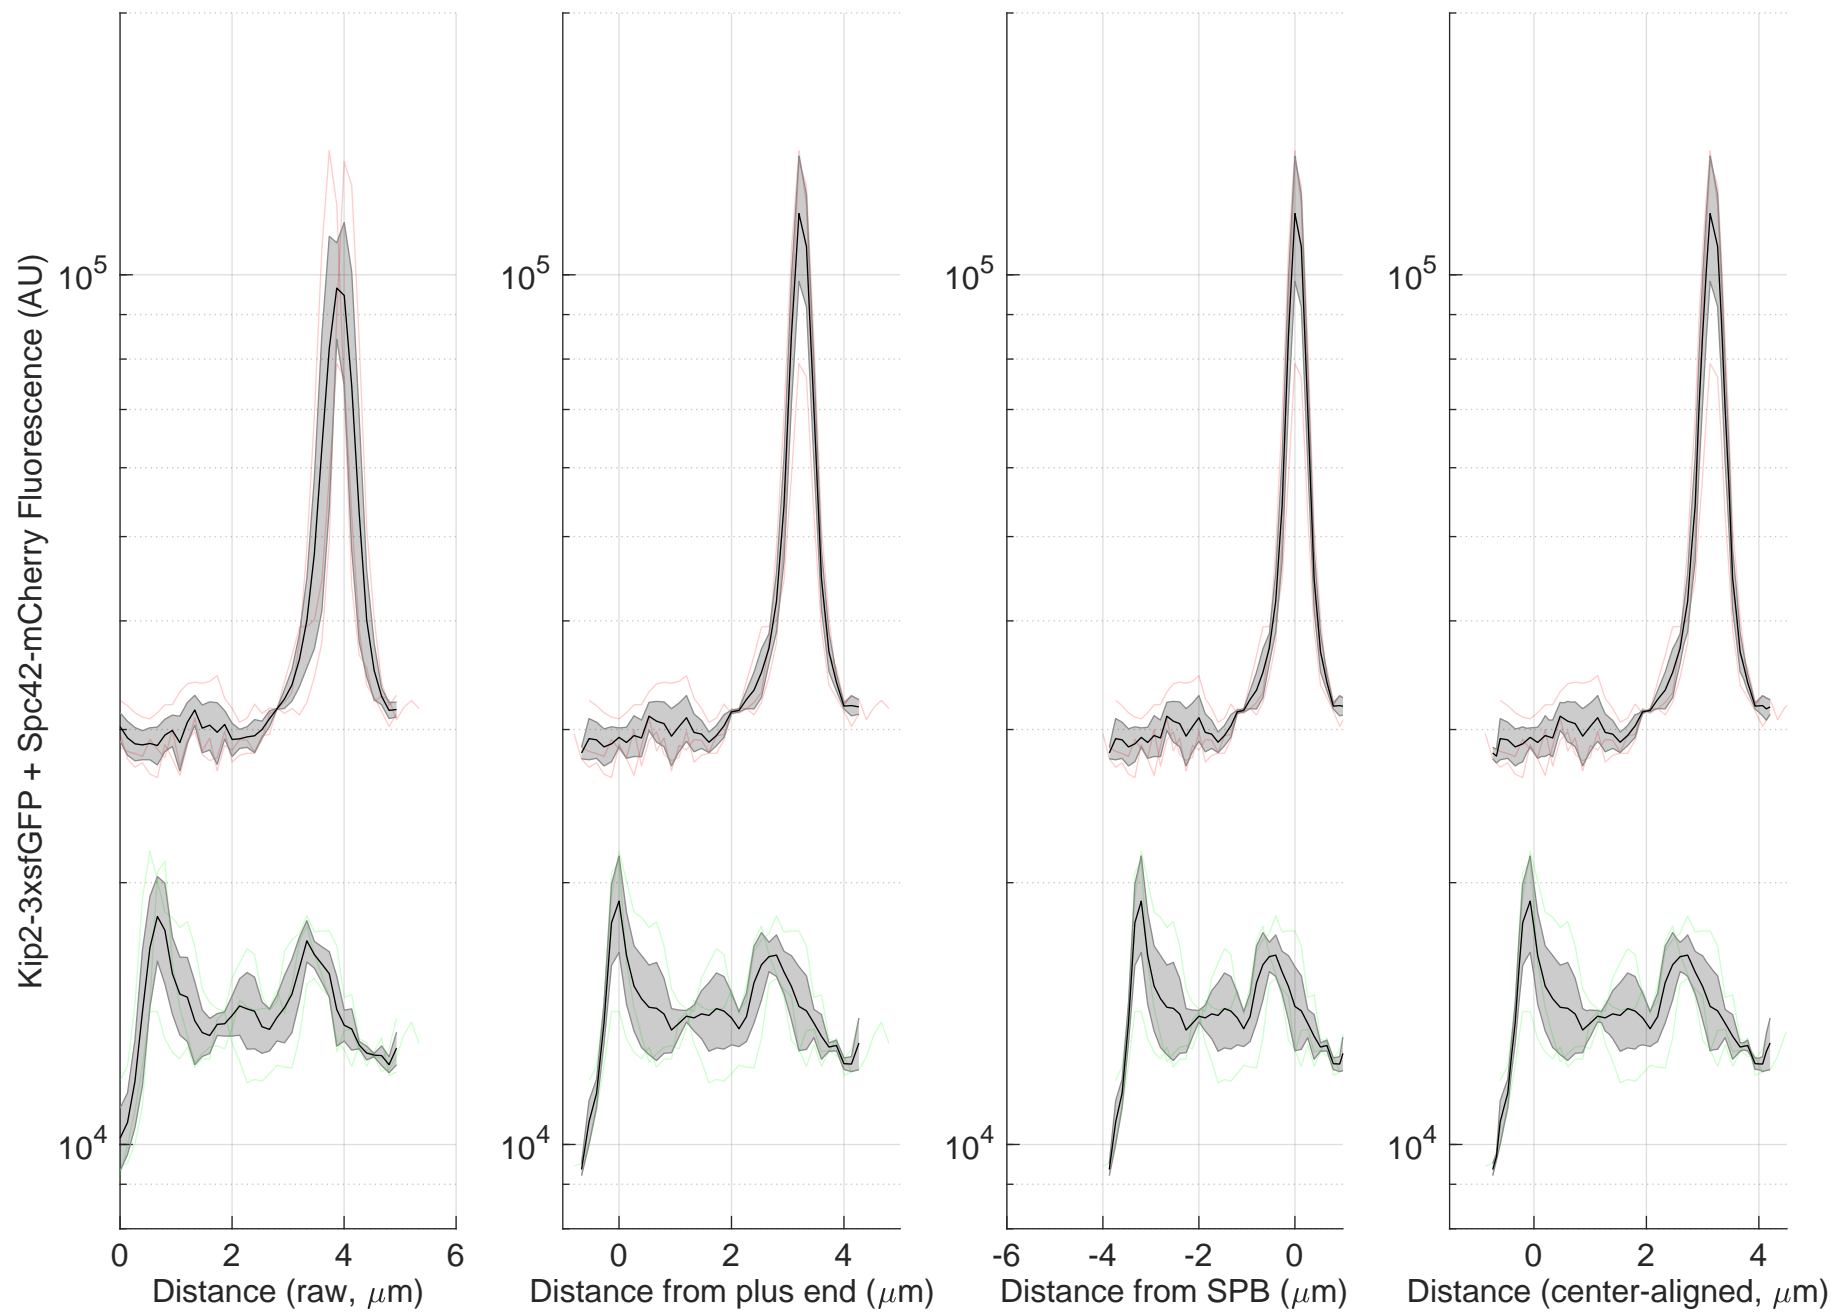 Kip2-3xsfGFP + Spc42-mCherry Fluorescence (AU)
10^5
10^4
0 2 4 6
Distance (raw, μm)
10^5
10^4
0 2 4
Distance from plus end (μm)
10^5
10^4
-6 -4 -2 0
Distance from SPB (μm)
10^5
10^4
0 2 4
Distance (center-aligned, μm)